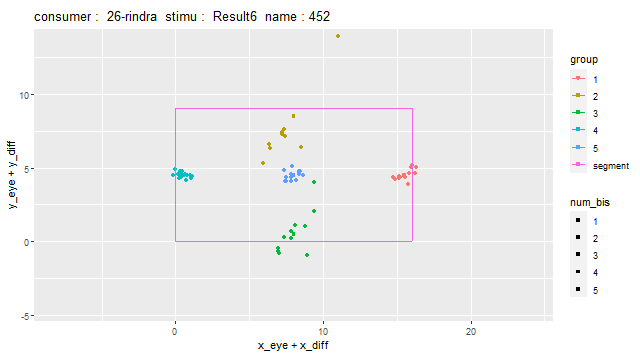 consumer :  26-rindra  stimu :  Result6  name : 452
y_eye + y_diff
10
5
0
-5
0
10
20
x_eye + x_diff
group
1
2
3
4
5
segment
num_bis
1
2
3
4
5